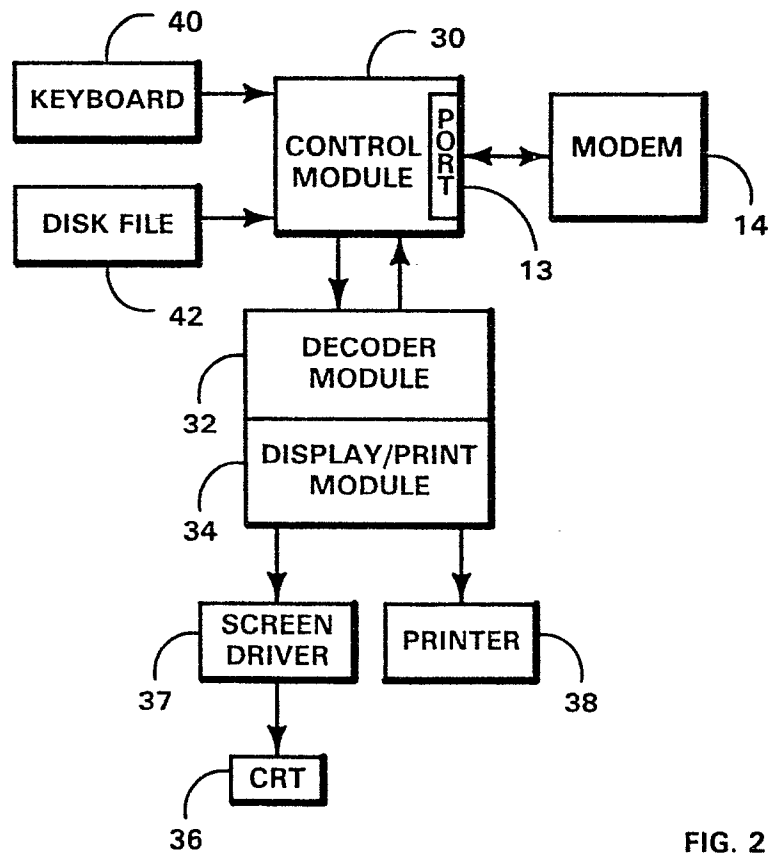 40
30
KEYBOARD
CONTROL
MODULE
PORT
MODEM
14
DISK FILE
13
42
DECODER
MODULE
32
DISPLAY/PRINT
MODULE
34
SCREEN
DRIVER
PRINTER
37
38
CRT
36
FIG. 2